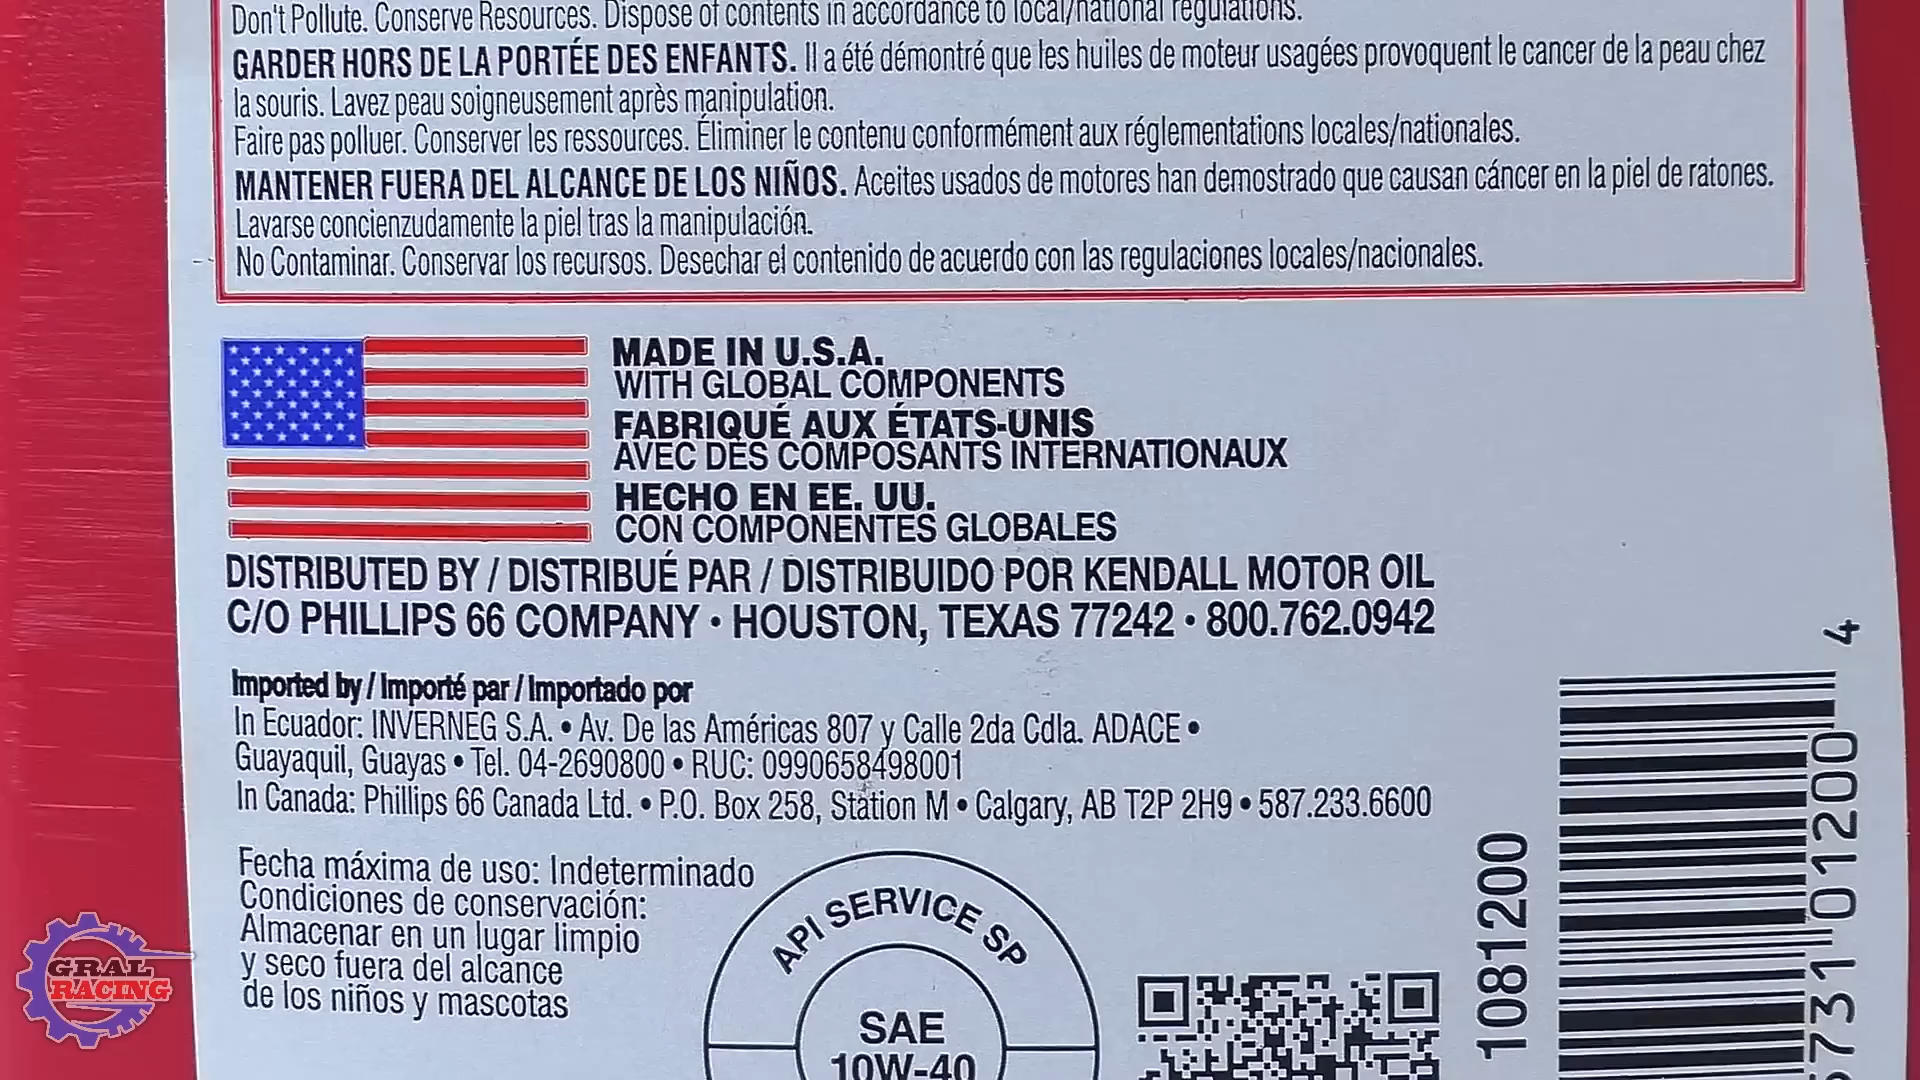 Don't Pollute. Conserve Resources. Dispose of contents in accordance to local/national regulations.
GARDER HORS DE LA PORTÉE DES ENFANTS. Il a été démontré que les huiles de moteur usagées provoquent le cancer de la peau chez
la souris. Lavez peau soigneusement après manipulation.
Faire pas polluer. Conserver les ressources. Éliminer le contenu conformément aux réglementations locales/nationales.
MANTENER FUERA DEL ALCANCE DE LOS NIÑOS. Aceites usados de motores han demostrado que causan cáncer en la piel de ratones.
Lavarse concienzudamente la piel tras la manipulación.
No Contaminar. Conservar los recursos. Desechar el contenido de acuerdo con las regulaciones locales/nacionales.
MADE IN U.S.A.
WITH GLOBAL COMPONENTS
FABRIQUÉ AUX ÉTATS-UNIS
AVEC DES COMPOSANTS INTERNATIONAUX
HECHO EN EE. UU.
CON COMPONENTES GLOBALES
DISTRIBUTED BY / DISTRIBUÉ PAR / DISTRIBUIDO POR KENDALL MOTOR OIL
C/O PHILLIPS 66 COMPANY • HOUSTON, TEXAS 77242 • 800.762.0942
Imported by / Importé par / Importado por
In Ecuador: INVERNEG S.A. • Av. De las Américas 807 y Calle 2da Cdla. ADACE •
Guayaquil, Guayas • Tel. 04-2690800 • RUC: 0990658498001
In Canada: Phillips 66 Canada Ltd. • P.O. Box 258, Station M • Calgary, AB T2P 2H9 • 587.233.6600
Fecha máxima de uso: Indeterminado
Condiciones de conservación:
Almacenar en un lugar limpio
y seco fuera del alcance
de los niños y mascotas
API SERVICE SP
SAE
10W-40
1081200
5731 01200 4
GRAL
RACING